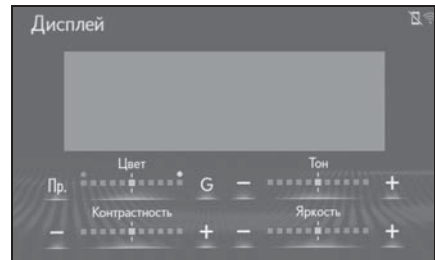 Дисплей
Цвет Тон
Пр. G − +
Контрастность Яркость
− + − +